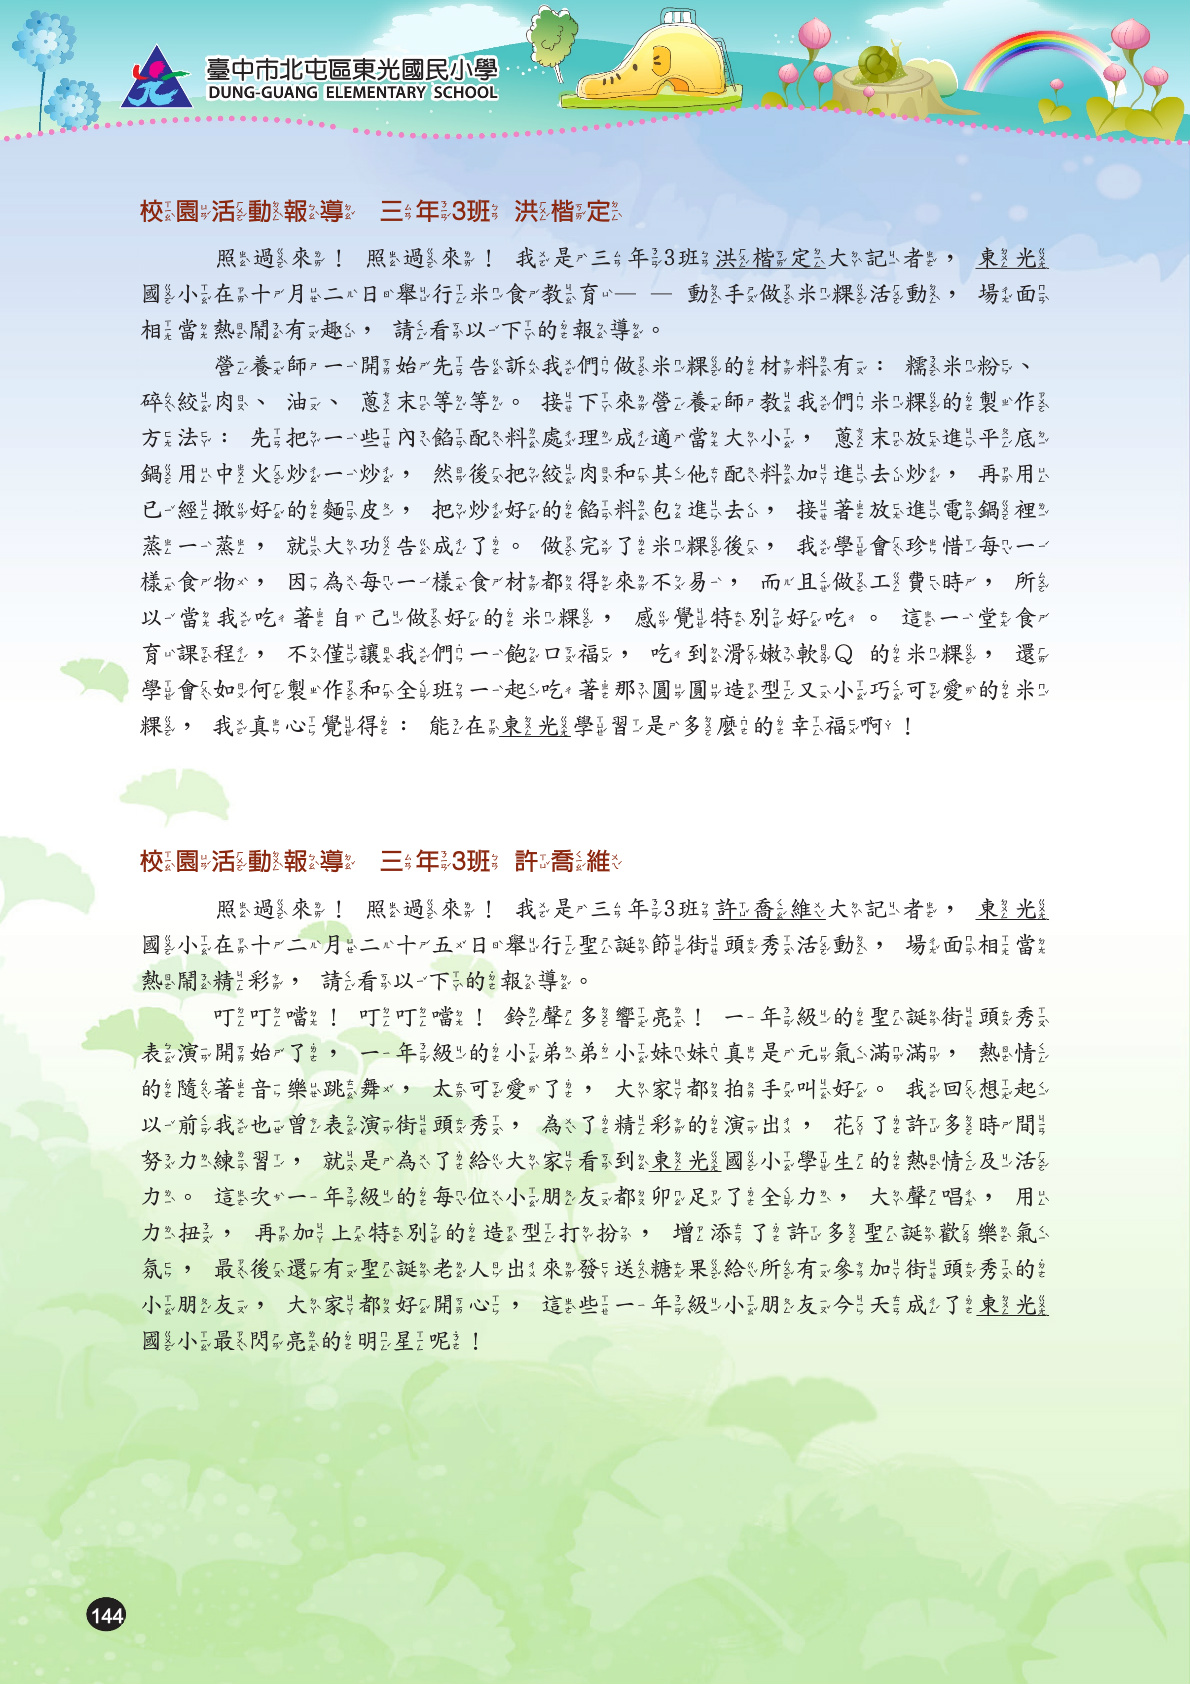 臺中市北屯區東光國民小學
DUNG-GUANG ELEMENTARY SCHOOL
校園活動報導 三年3班 洪楷定
照過來！照過來！我是三年3班洪楷定大記者，東光
國小在十月二日舉行米食教育——動手做米粿活動，場面
相當熱鬧有趣，請看以下的報導。
營養師一開始先告訴我們做米粿的材料有：糯米粉、
碎絞肉、油、蔥末等等。接下來營養師教我們米粿的製作
方法：先把一些內餡配料處理成適當大小，蔥末放進平底
鍋用中火炒一炒，然後把絞肉和其他配料加進去炒，再用
已經擀好的麵皮，把炒好的餡料包進去，接著放進電鍋裡
蒸一蒸，就大功告成了。做完了米粿後，我學會珍惜每一
樣食物，因為每一樣食材都得來不易，而且做工費時，所
以當我吃著自己做好的米粿，感覺特別好吃。這一堂食
育課程，不僅讓我們一飽口福，吃到滑嫩軟Q的米粿，還
學會如何製作和全班一起吃著那圓圓造型又小巧可愛的米
粿，我真心覺得：能在東光學習是多麼的幸福啊！
校園活動報導 三年3班 許喬維
照過來！照過來！我是三年3班許喬維大記者，東光
國小在十二月二十五日舉行聖誕節街頭秀活動，場面相當
熱鬧精彩，請看以下的報導。
叮叮噹！叮叮噹！鈴聲多響亮！一年級的聖誕街頭秀
表演開始了，一年級的小弟弟小妹妹真是元氣滿滿，熱情
的隨著音樂跳舞，太可愛了，大家都拍手叫好。我回想起
以前我也曾表演街頭秀，為了精彩的演出，花了許多時間
努力練習，就是為了給大家看到東光國小學生的熱情及活
力。這次一年級的每位小朋友都卯足了全力，大聲唱，用
力扭，再加上特別的造型打扮，增添了許多聖誕歡樂氣
氛，最後還有聖誕老人出來發送糖果給所有參加街頭秀的
小朋友，大家都好開心，這些一年級小朋友今天成了東光
國小最閃亮的明星呢！
144